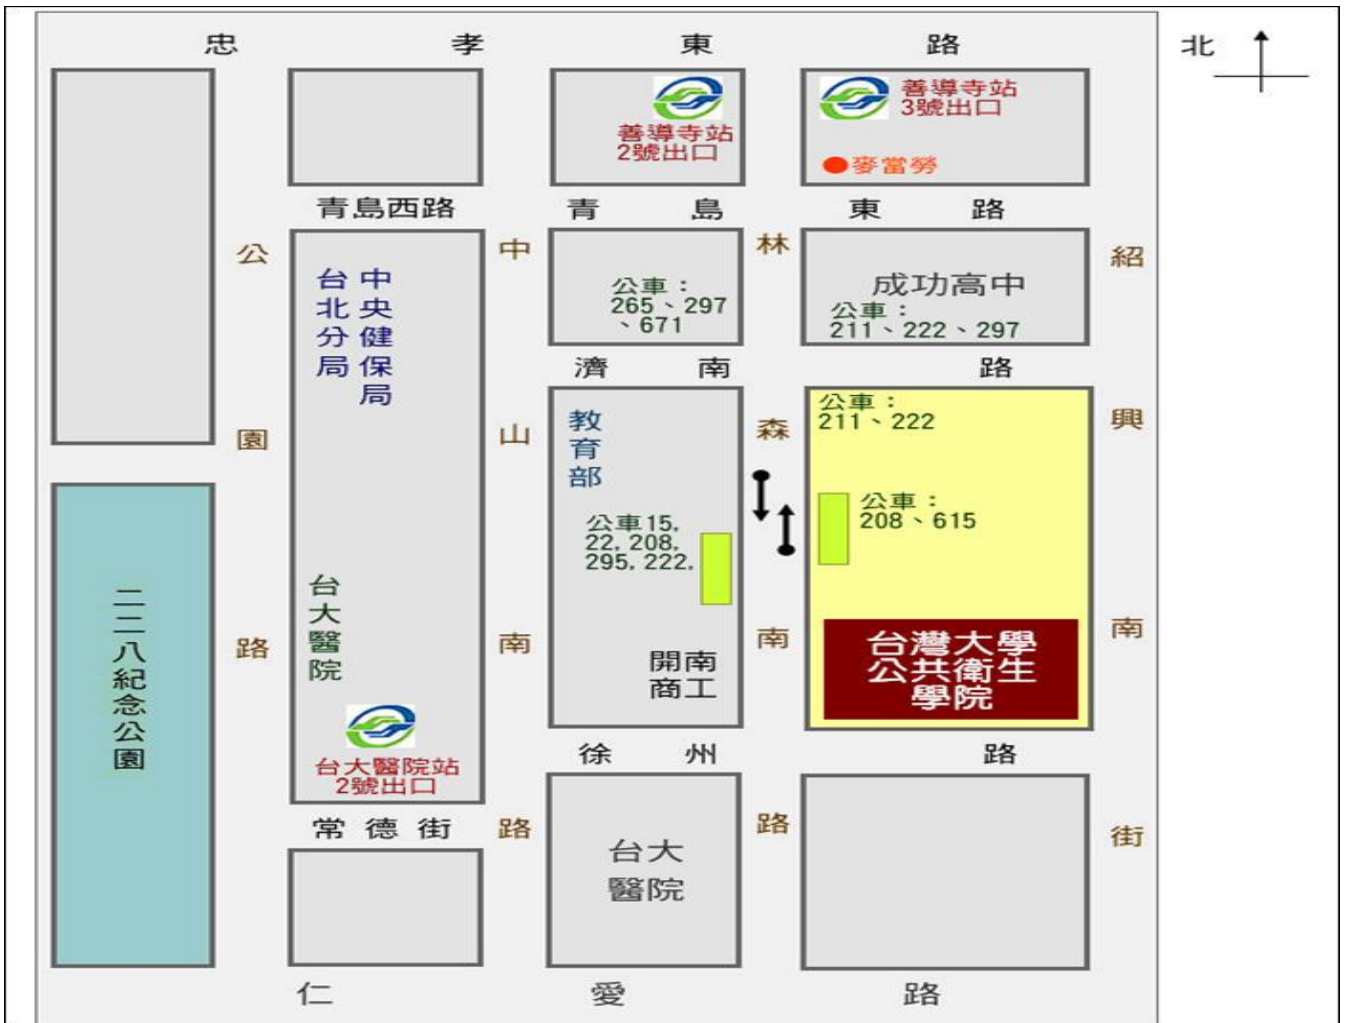 忠孝東路
北
善導寺站
2號出口
善導寺站
3號出口
麥當勞
青島西路
青島東路
公園路
中山南路
林森南路
紹興南街
中央健保局
台北分局
公車：
265、297
、671
成功高中
公車：
211、222、297
濟南路
教育部
公車：
211、222
公車：
208、615
公車15,
22, 208,
295, 222,
二二八紀念公園
台大醫院
開南
商工
台灣大學
公共衛生
學院
台大醫院站
2號出口
徐州路
常德街
台大
醫院
仁愛路